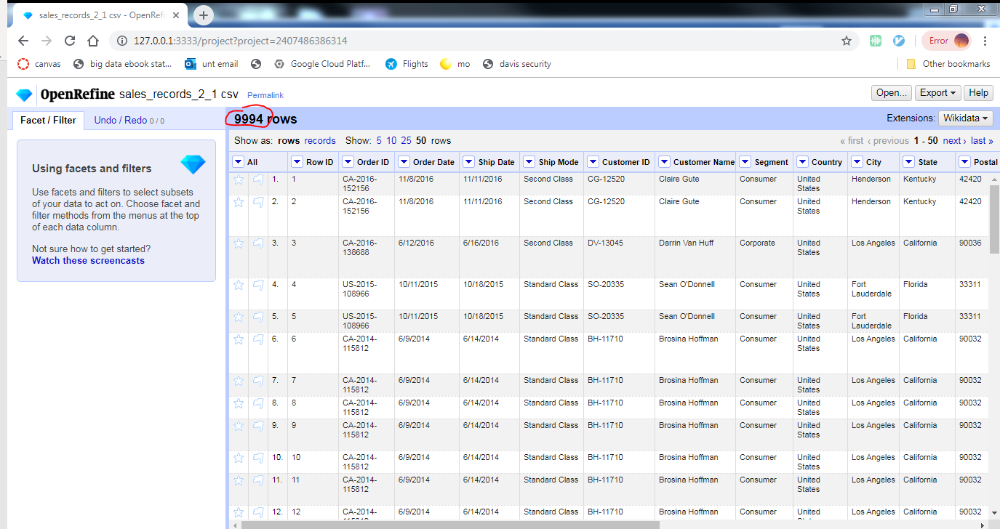 sales_records_2_1 csv - OpenRefin
127.0.0.1:3333/project?project=2407486386314 Error
canvas big data ebook stat... unt email Google Cloud Platf... Flights mo davis security Other bookmarks
OpenRefine sales_records_2_1 csv Permalink Open... Export Help
Facet / Filter Undo / Redo 0 / 0 9994 rows Extensions: Wikidata
Show as: rows records Show: 5 10 25 50 rows « first ‹ previous 1 - 50 next › last »
All Row ID Order ID Order Date Ship Date Ship Mode Customer ID Customer Name Segment Country City State Postal
Using facets and filters
Use facets and filters to select subsets
of your data to act on. Choose facet and
filter methods from the menus at the top
of each data column.
Not sure how to get started?
Watch these screencasts
1. 1 CA-2016- 11/8/2016 11/11/2016 Second Class CG-12520 Claire Gute Consumer United Henderson Kentucky 42420
152156 States
2. 2 CA-2016- 11/8/2016 11/11/2016 Second Class CG-12520 Claire Gute Consumer United Henderson Kentucky 42420
152156 States
3. 3 CA-2016- 6/12/2016 6/16/2016 Second Class DV-13045 Darrin Van Huff Corporate United Los Angeles California 90036
138688 States
4. 4 US-2015- 10/11/2015 10/18/2015 Standard Class SO-20335 Sean O'Donnell Consumer United Fort Florida 33311
108966 States Lauderdale
5. 5 US-2015- 10/11/2015 10/18/2015 Standard Class SO-20335 Sean O'Donnell Consumer United Fort Florida 33311
108966 States Lauderdale
6. 6 CA-2014- 6/9/2014 6/14/2014 Standard Class BH-11710 Brosina Hoffman Consumer United Los Angeles California 90032
115812 States
7. 7 CA-2014- 6/9/2014 6/14/2014 Standard Class BH-11710 Brosina Hoffman Consumer United Los Angeles California 90032
115812 States
8. 8 CA-2014- 6/9/2014 6/14/2014 Standard Class BH-11710 Brosina Hoffman Consumer United Los Angeles California 90032
115812 States
9. 9 CA-2014- 6/9/2014 6/14/2014 Standard Class BH-11710 Brosina Hoffman Consumer United Los Angeles California 90032
115812 States
10. 10 CA-2014- 6/9/2014 6/14/2014 Standard Class BH-11710 Brosina Hoffman Consumer United Los Angeles California 90032
115812 States
11. 11 CA-2014- 6/9/2014 6/14/2014 Standard Class BH-11710 Brosina Hoffman Consumer United Los Angeles California 90032
115812 States
12. 12 CA-2014- 6/9/2014 6/14/2014 Standard Class BH-11710 Brosina Hoffman Consumer United Los Angeles California 90032